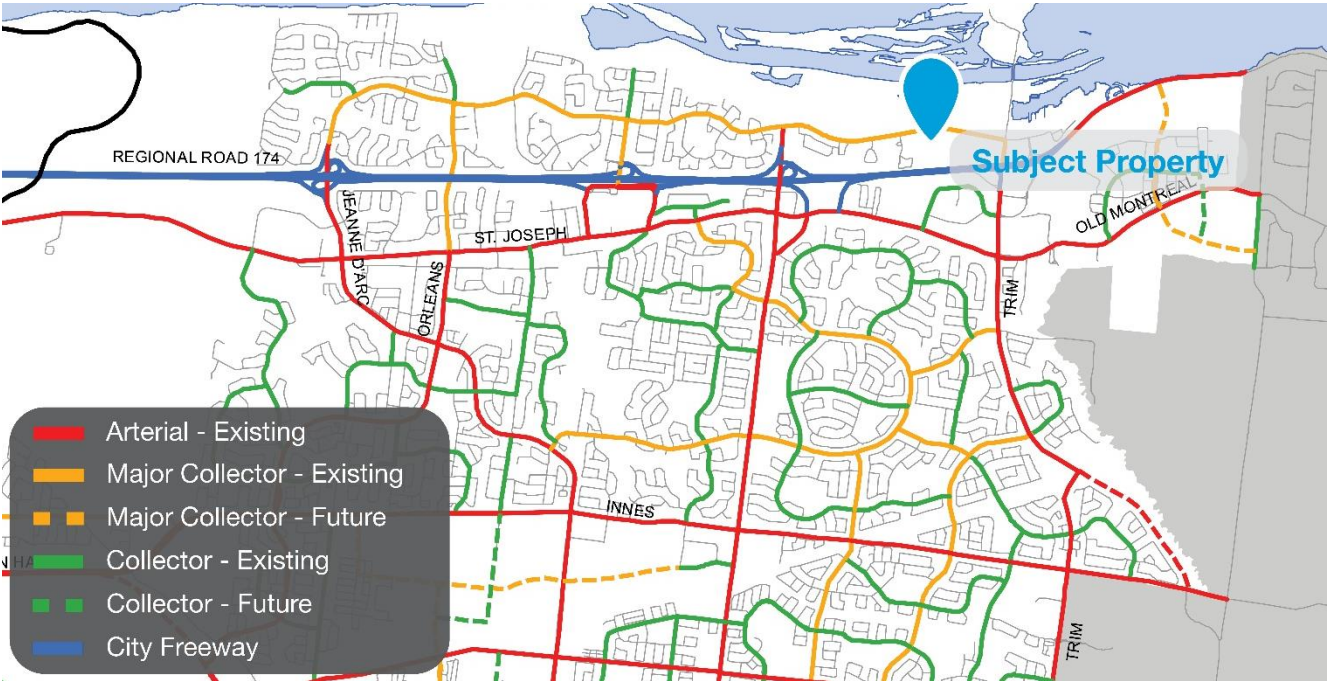 REGIONAL ROAD 174
Subject Property
JEANNE D'ARC
ST. JOSEPH
OLD MONTREAL
ORLEANS
TRIM
Arterial - Existing
Major Collector - Existing
INNES
Major Collector - Future
Collector - Existing
Collector - Future
City Freeway
TRIM